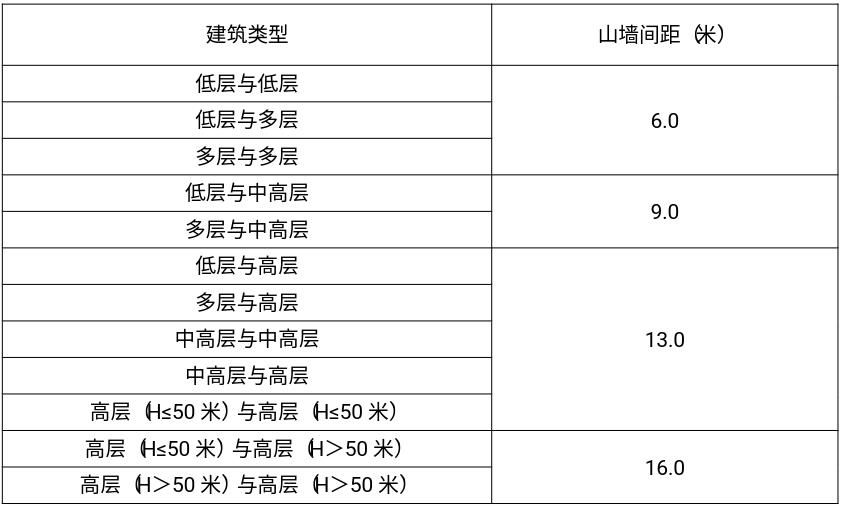 建筑类型 山墙间距（米）
低层与低层
低层与多层 6.0
多层与多层
低层与中高层 9.0
多层与中高层
低层与高层
多层与高层
中高层与中高层 13.0
中高层与高层
高层（H≤50 米）与高层（H≤50 米）
高层（H≤50 米）与高层（H＞50 米） 16.0
高层（H＞50 米）与高层（H＞50 米）